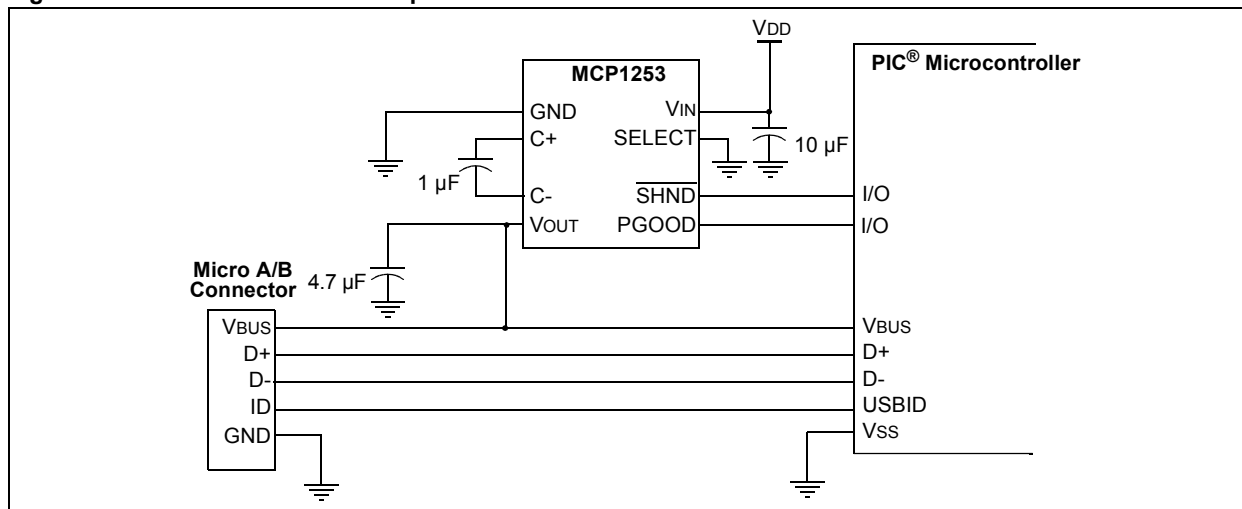 VDD
MCP1253
PIC® Microcontroller
GND
VIN
C+
SELECT
10 µF
1 µF
C-
SHND
I/O
VOUT
PGOOD
I/O
Micro A/B
Connector
4.7 µF
VBUS
VBUS
D+
D+
D-
D-
ID
USBID
GND
VSS